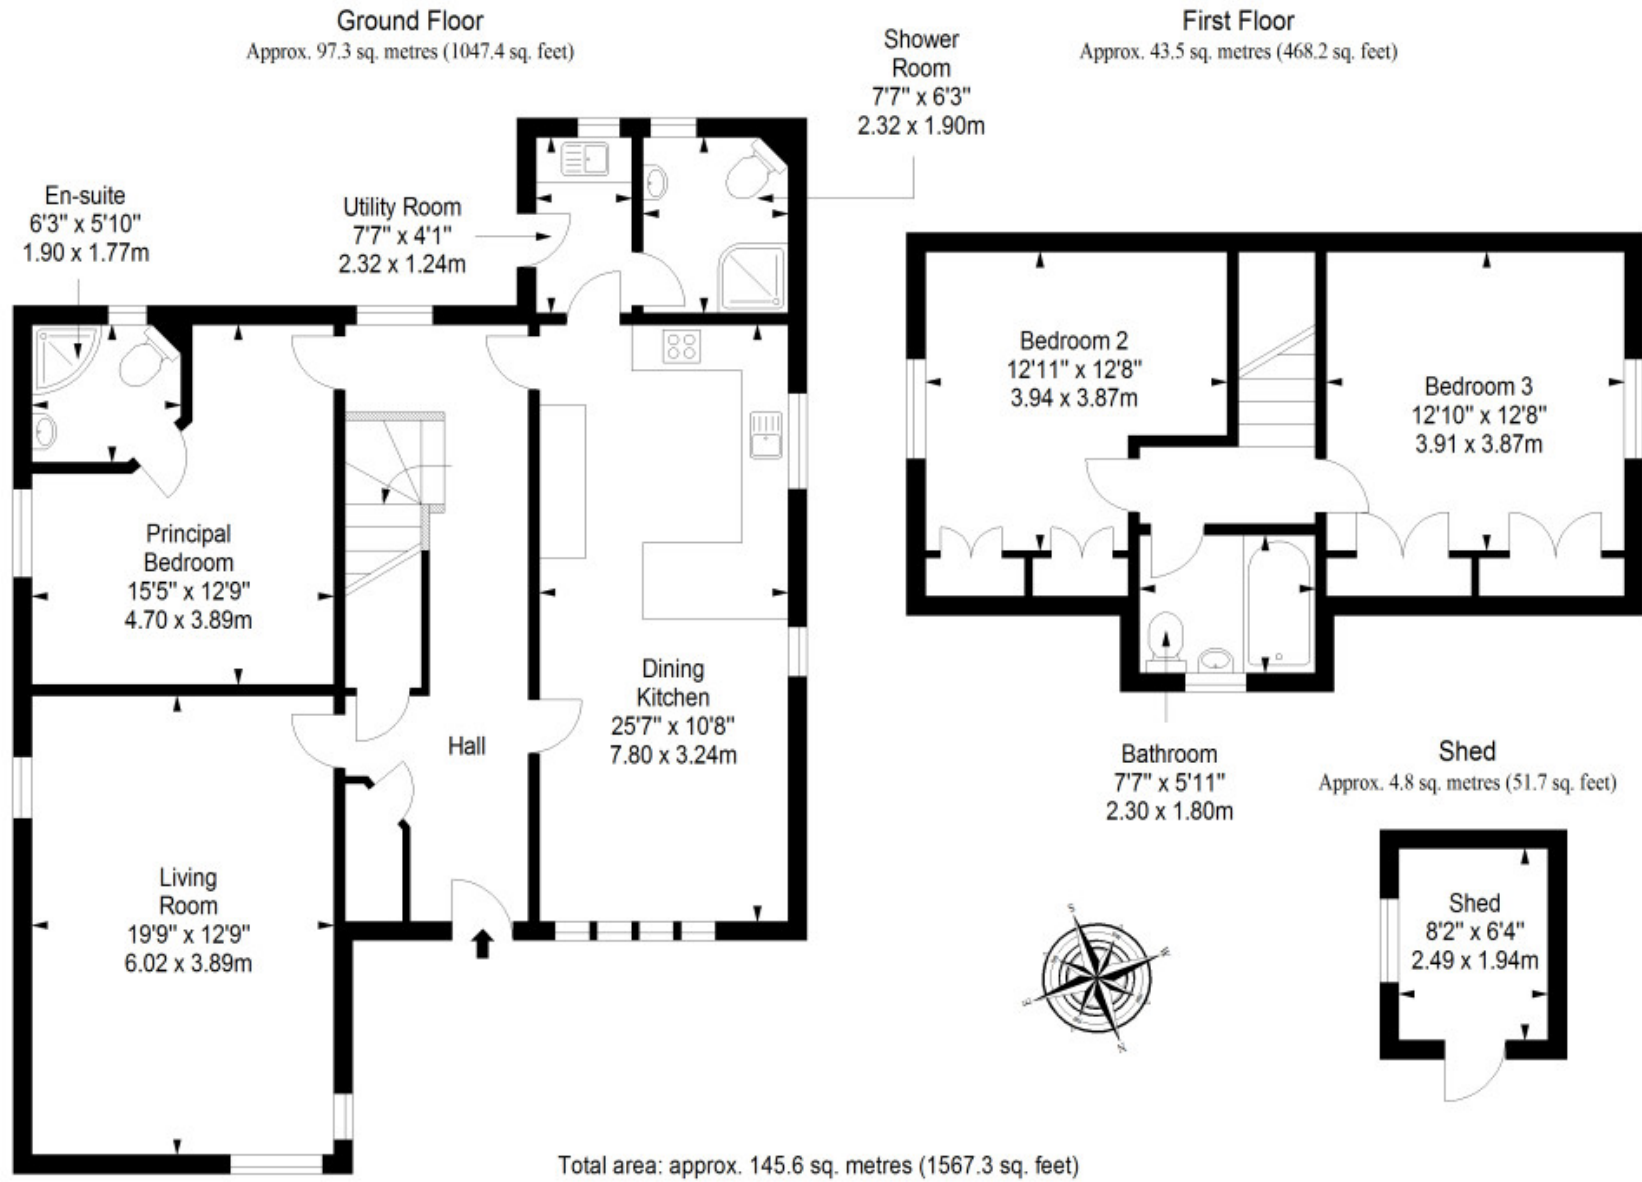 Ground Floor
Approx. 97.3 sq. metres (1047.4 sq. feet)
First Floor
Approx. 43.5 sq. metres (468.2 sq. feet)
Shower
Room
7'7" x 6'3"
2.32 x 1.90m
En-suite
6'3" x 5'10"
1.90 x 1.77m
Utility Room
7'7" x 4'1"
2.32 x 1.24m
Bedroom 2
12'11" x 12'8"
3.94 x 3.87m
Bedroom 3
12'10" x 12'8"
3.91 x 3.87m
Principal
Bedroom
15'5" x 12'9"
4.70 x 3.89m
Dining
Kitchen
25'7" x 10'8"
7.80 x 3.24m
Hall
Bathroom
7'7" x 5'11"
2.30 x 1.80m
Shed
Approx. 4.8 sq. metres (51.7 sq. feet)
Living
Room
19'9" x 12'9"
6.02 x 3.89m
Shed
8'2" x 6'4"
2.49 x 1.94m
S
W
E
N
Total area: approx. 145.6 sq. metres (1567.3 sq. feet)